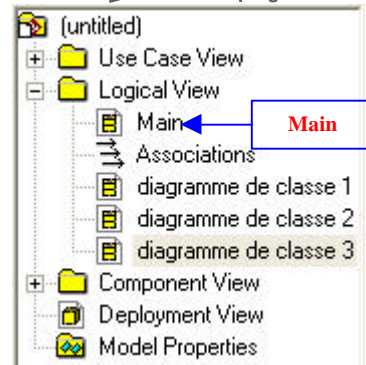 (untitled)
Use Case View
Logical View
Main
Main
Associations
diagramme de classe 1
diagramme de classe 2
diagramme de classe 3
Component View
Deployment View
Model Properties